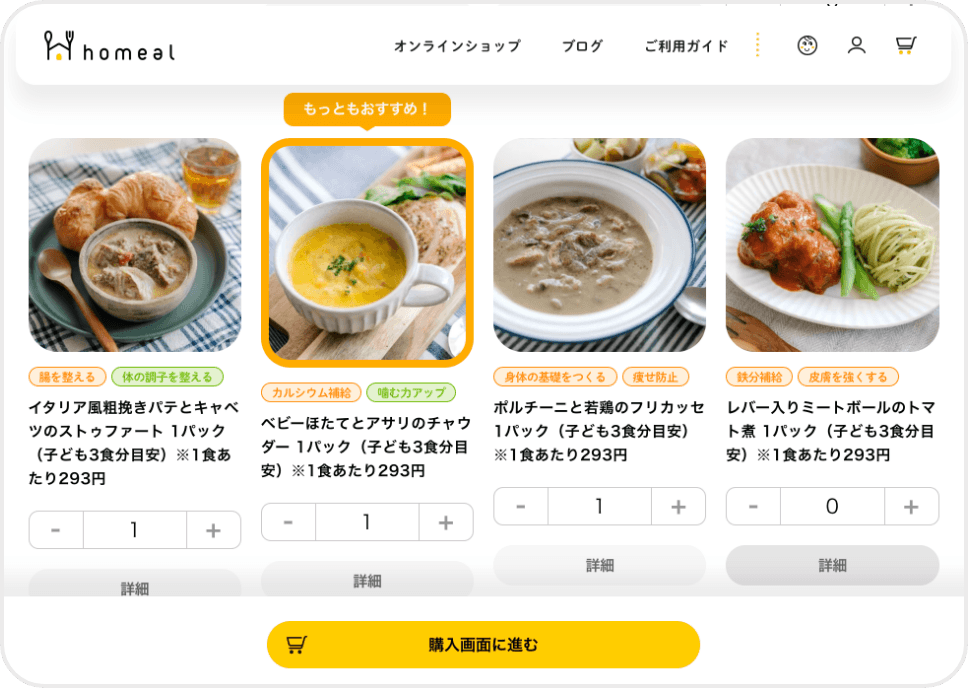 homeal
オンラインショップ
ブログ
ご利用ガイド
もっともおすすめ！
腸を整える
体の調子を整える
イタリア風粗挽きパテとキャベ
ツのストゥファート 1パック
（子ども3食分目安）※1食あ
たり293円
-
1
+
詳細
カルシウム補給
噛む力アップ
ベビーほたてとアサリのチャウ
ダー 1パック（子ども3食分目
安）※1食あたり293円
-
1
+
詳細
身体の基礎をつくる
痩せ防止
ポルチーニと若鶏のフリカッセ
1パック（子ども3食分目安）
※1食あたり293円
-
1
+
詳細
鉄分補給
皮膚を強くする
レバー入りミートボールのトマ
ト煮 1パック（子ども3食分目
安）※1食あたり293円
-
0
+
詳細
購入画面に進む